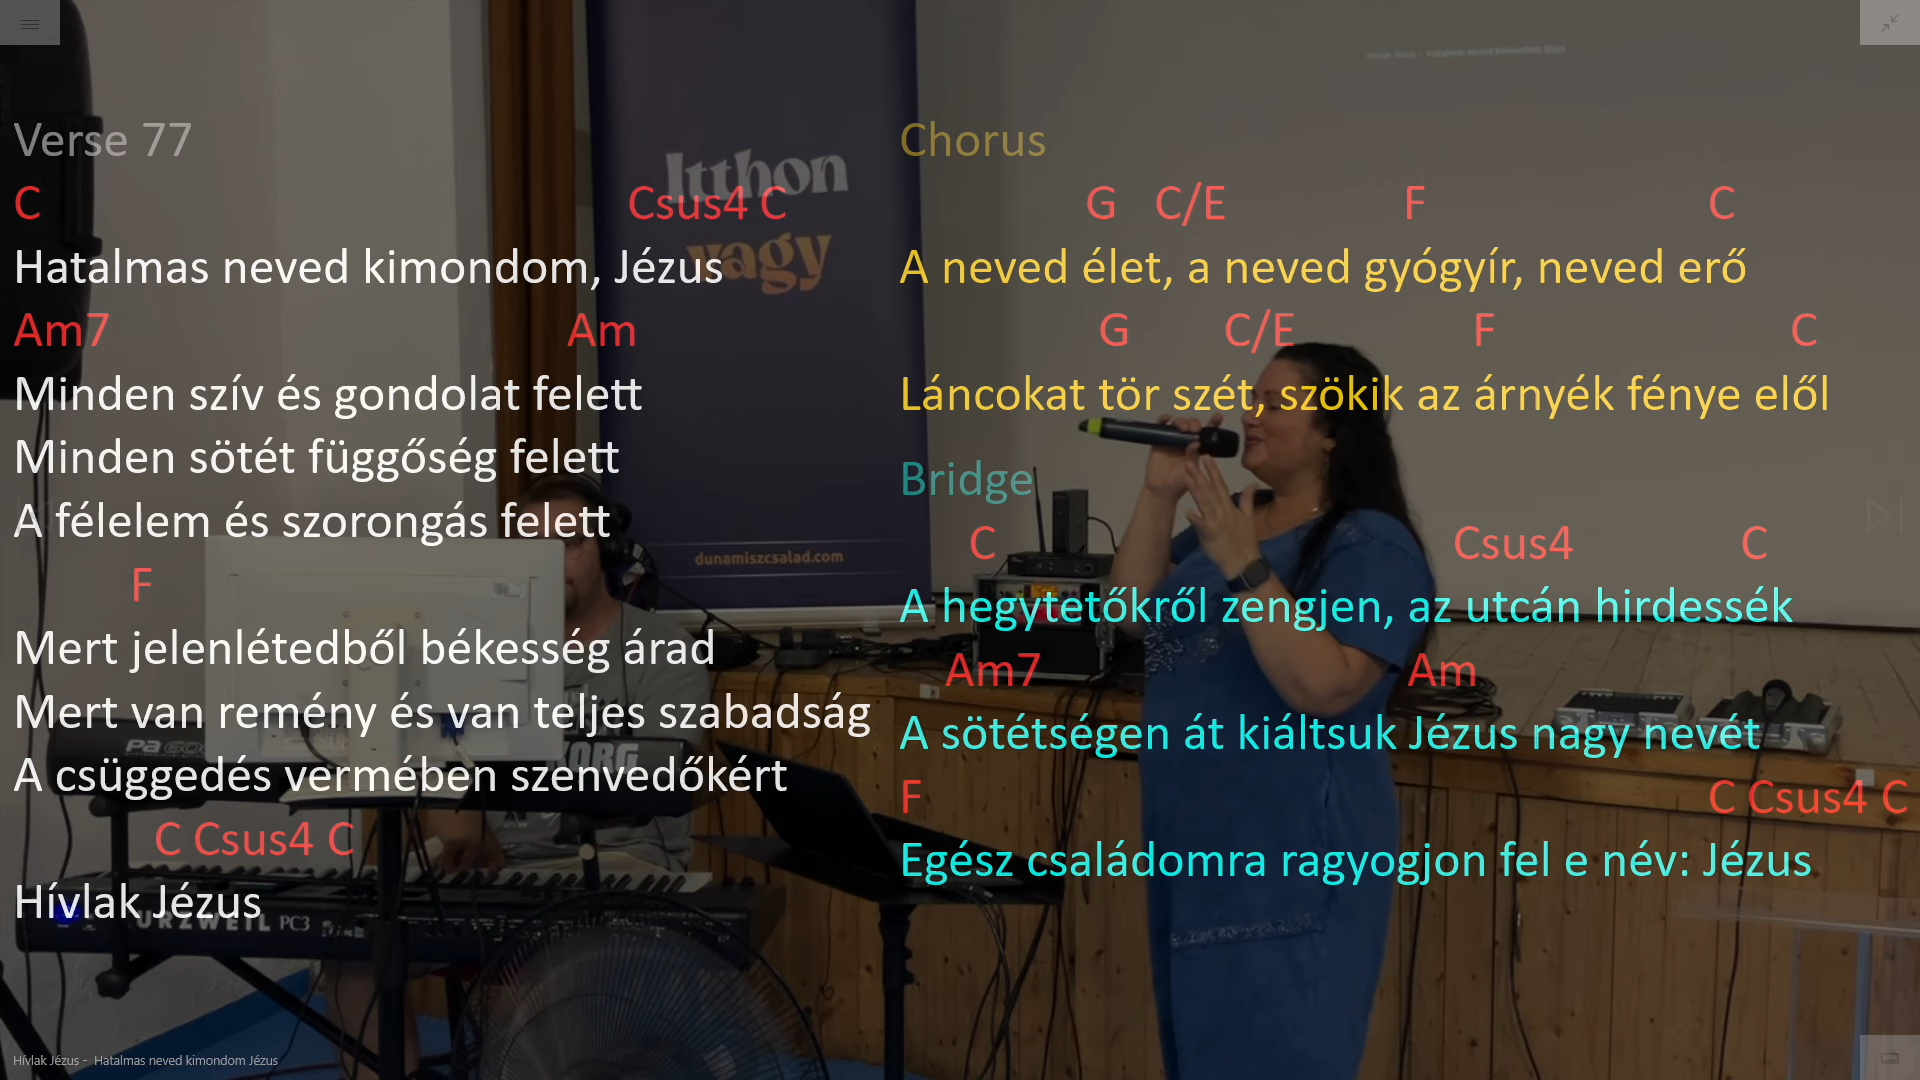 Verse 77
C Csus4 C
Hatalmas neved kimondom, Jézus
Am7 Am
Minden szív és gondolat felett
Minden sötét függőség felett
A félelem és szorongás felett
F
Mert jelenlétedből békesség árad
Mert van remény és van teljes szabadság
A csüggedés vermében szenvedőkért
C Csus4 C
Hívlak Jézus
Chorus
G C/E F C
A neved élet, a neved gyógyír, neved erő
G C/E F C
Láncokat tör szét, szökik az árnyék fénye elől
Bridge
C Csus4 C
A hegytetőkről zengjen, az utcán hirdessék
Am7 Am
A sötétségen át kiáltsuk Jézus nagy nevét
F C Csus4 C
Egész családomra ragyogjon fel e név: Jézus
Itthon
vagy
dunamiszcsalad.com
KORG
KURZWEIL PC3
Hívlak Jézus - Hatalmas neved kimondom Jézus